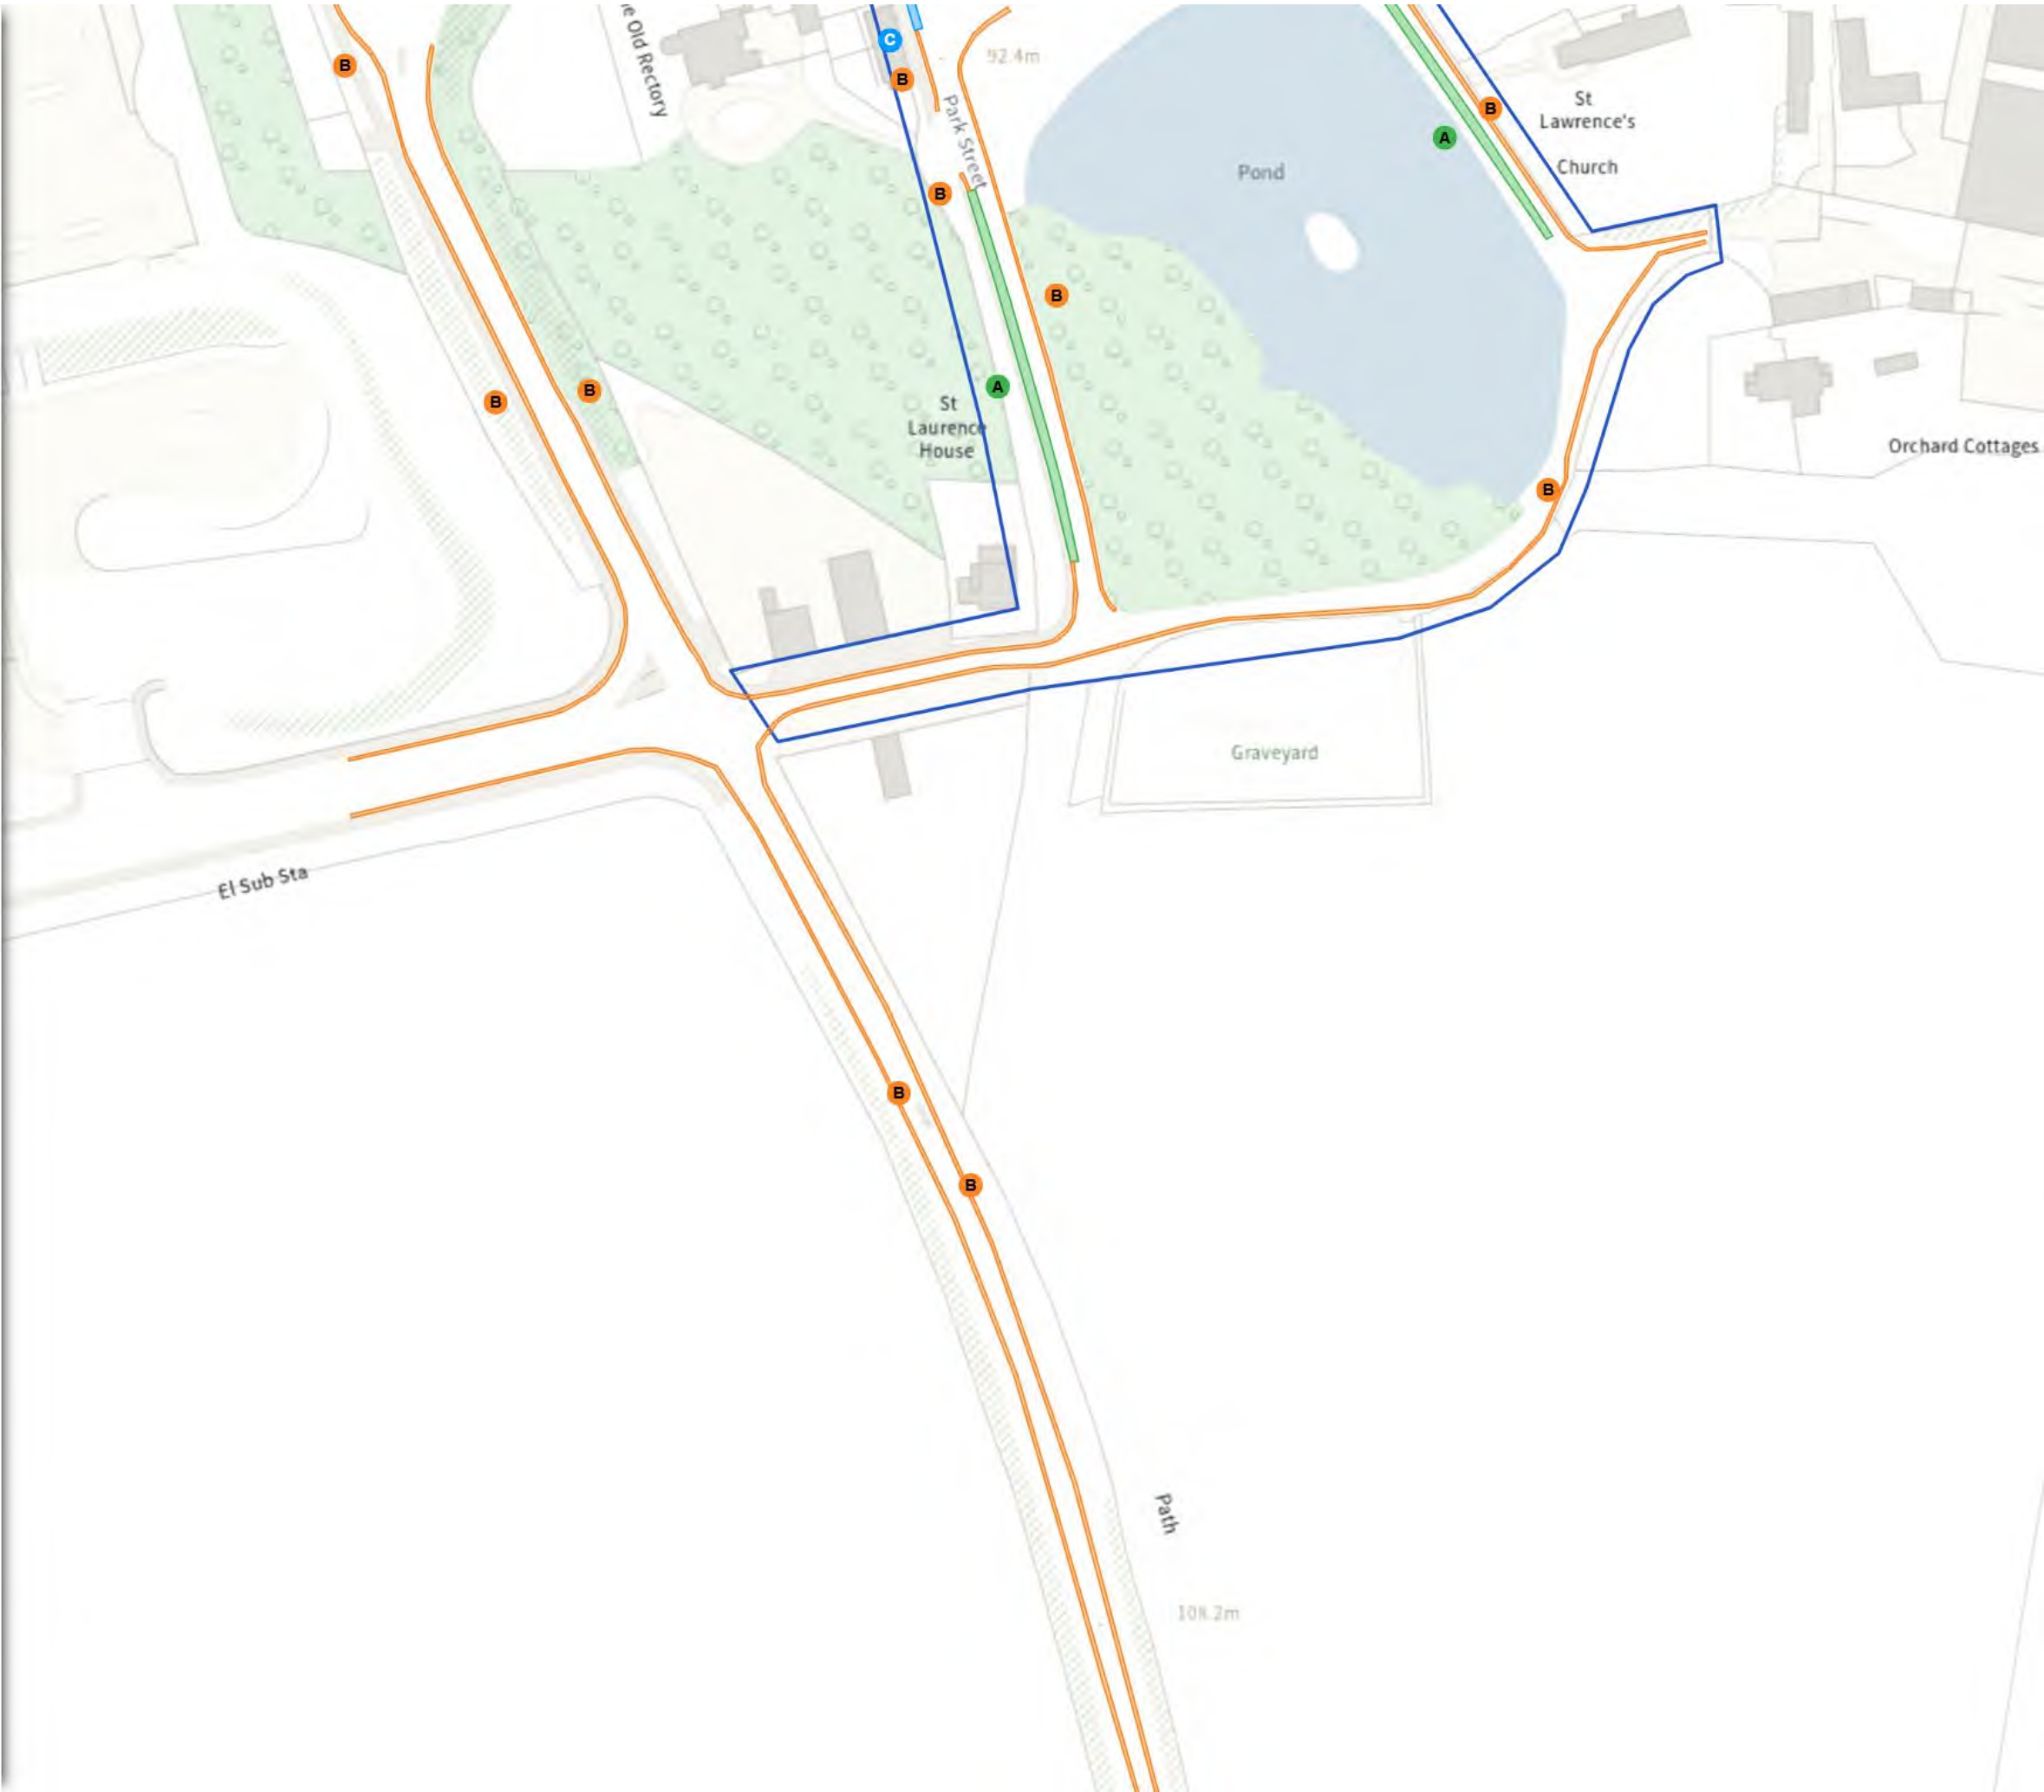 e Old Rectory
C
B
B
92.4m
Park Street
B
St
Lawrence's
Church
A
Pond
B
B
A
B
B
St
Laurence
House
Orchard Cottages
B
Graveyard
El Sub Sta
B
B
Path
108.2m